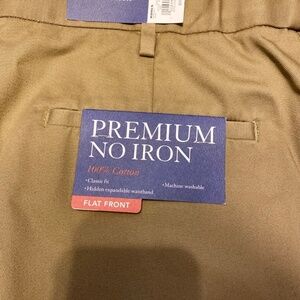 PREMIUM
NO IRON
100% Cotton
•Classic Fit
•Hidden expandable waistband •Machine washable
FLAT FRONT